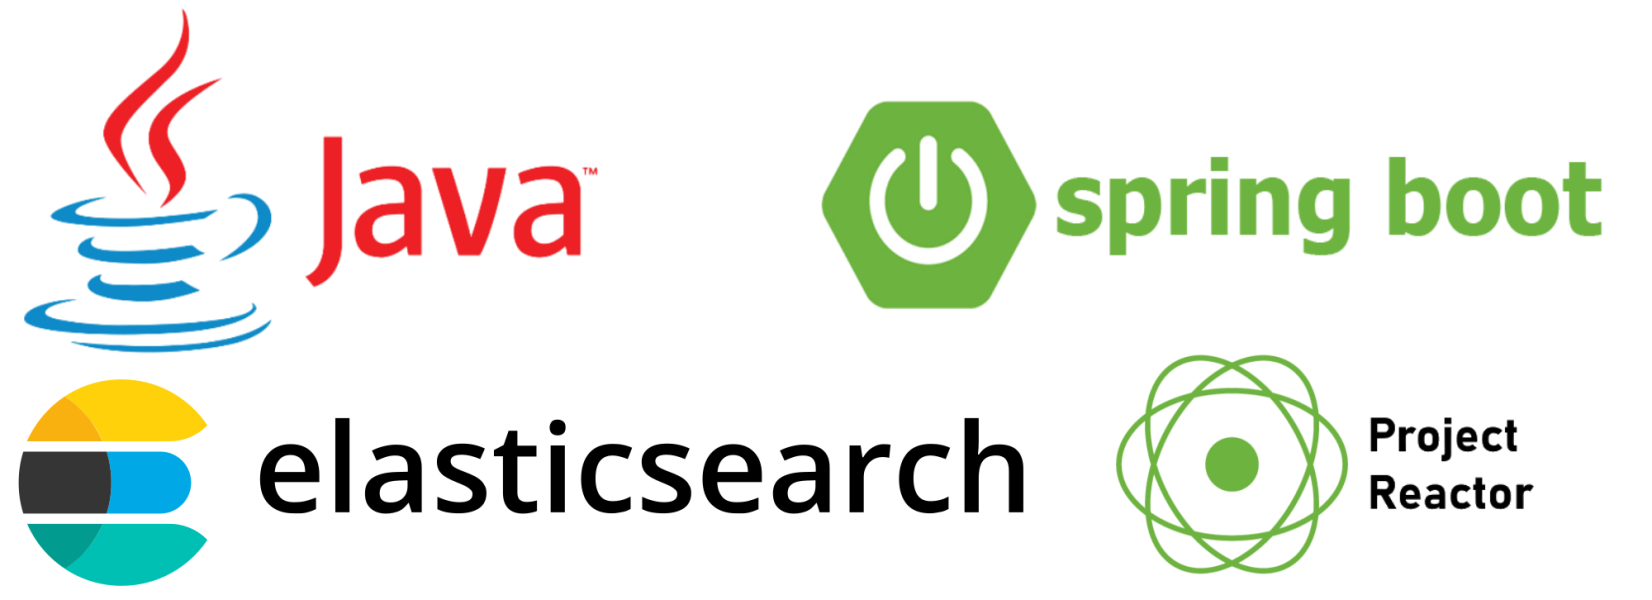 Java™
spring boot
elasticsearch
Project
Reactor